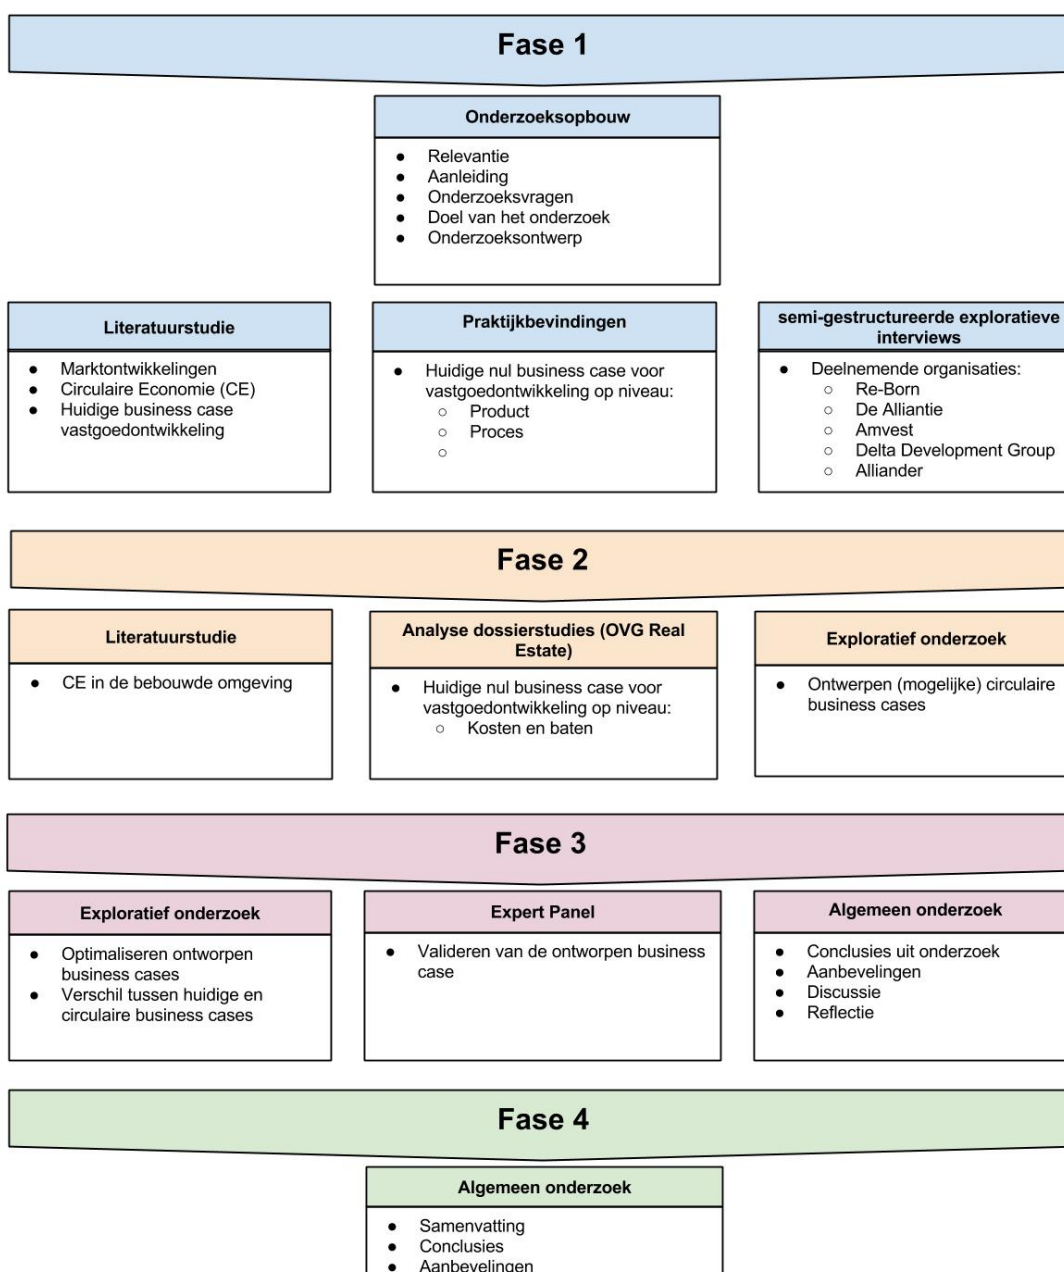 Fase 1
Onderzoeksopbouw
● Relevantie
● Aanleiding
● Onderzoeksvragen
● Doel van het onderzoek
● Onderzoeksontwerp
Literatuurstudie
● Marktontwikkelingen
● Circulaire Economie (CE)
● Huidige business case
vastgoedontwikkeling
Praktijkbevindingen
● Huidige nul business case voor
vastgoedontwikkeling op niveau:
○ Product
○ Proces
○
semi-gestructureerde exploratieve
interviews
● Deelnemende organisaties:
○ Re-Born
○ De Alliantie
○ Amvest
○ Delta Development Group
○ Alliander
Fase 2
Literatuurstudie
● CE in de bebouwde omgeving
Analyse dossierstudies (OVG Real
Estate)
● Huidige nul business case voor
vastgoedontwikkeling op niveau:
○ Kosten en baten
Exploratief onderzoek
● Ontwerpen (mogelijke) circulaire
business cases
Fase 3
Exploratief onderzoek
● Optimaliseren ontworpen
business cases
● Verschil tussen huidige en
circulaire business cases
Expert Panel
● Valideren van de ontworpen business
case
Algemeen onderzoek
● Conclusies uit onderzoek
● Aanbevelingen
● Discussie
● Reflectie
Fase 4
Algemeen onderzoek
● Samenvatting
● Conclusies
● Aanbevelingen